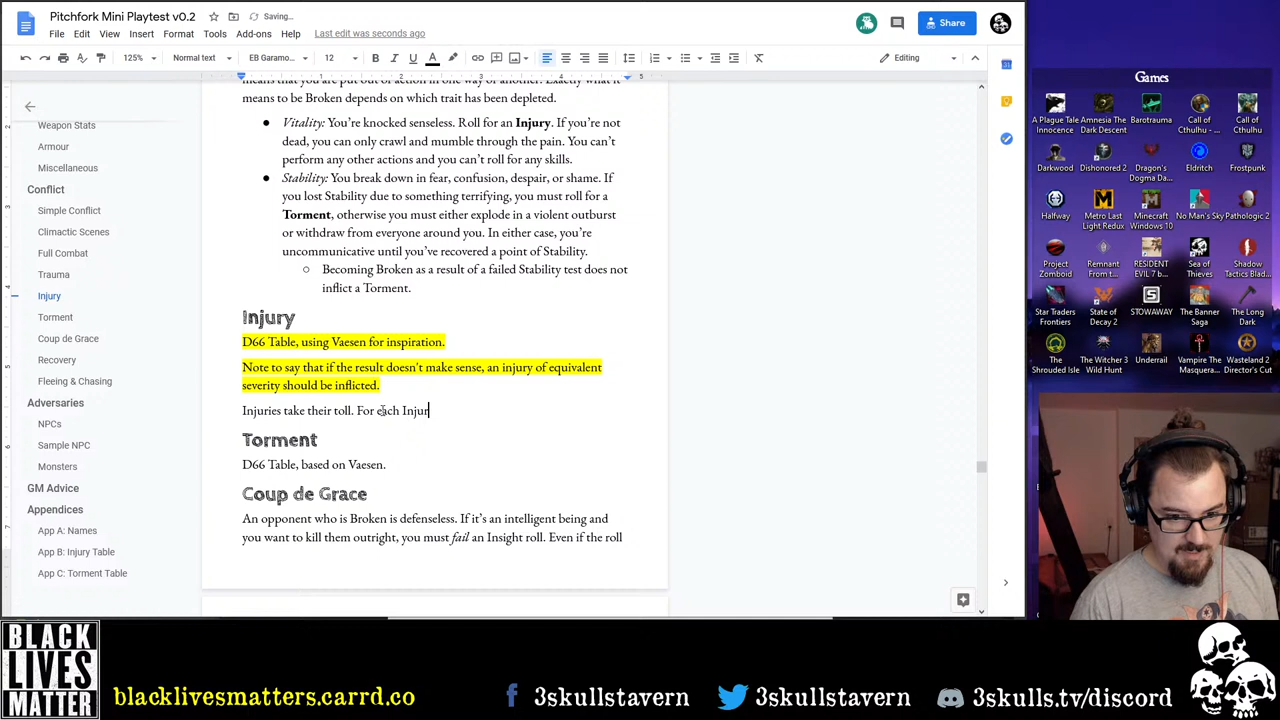 Pitchfork Mini Playtest v0.2
Saving...
File Edit View Insert Format Tools Add-ons Help Last edit was seconds ago
Share
125% Normal text EB Garamo... 12 Editing
Weapon Stats
Armour
Miscellaneous
Conflict
Simple Conflict
Climactic Scenes
Full Combat
Trauma
Injury
Torment
Coup de Grace
Recovery
Fleeing & Chasing
Adversaries
NPCs
Sample NPC
Monsters
GM Advice
Appendices
App A: Names
App B: Injury Table
App C: Torment Table
means that you are put out of action in one way or another. Exactly what it
means to be Broken depends on which trait has been depleted.
● Vitality: You're knocked senseless. Roll for an Injury. If you're not
dead, you can only crawl and mumble through the pain. You can't
perform any other actions and you can't roll for any skills.
● Stability: You break down in fear, confusion, despair, or shame. If
you lost Stability due to something terrifying, you must roll for a
Torment, otherwise you must either explode in a violent outburst
or withdraw from everyone around you. In either case, you're
uncommunicative until you've recovered a point of Stability.
○ Becoming Broken as a result of a failed Stability test does not
inflict a Torment.
Injury
D66 Table, using Vaesen for inspiration.
Note to say that if the result doesn't make sense, an injury of equivalent
severity should be inflicted.
Injuries take their toll. For each Injur
Torment
D66 Table, based on Vaesen.
Coup de Grace
An opponent who is Broken is defenseless. If it's an intelligent being and
you want to kill them outright, you must fail an Insight roll. Even if the roll
Games
A Plague Tale Innocence
Amnesia The Dark Descent
Barotrauma
Call of Cthulhu - ...
Call of Cthulhu
Darkwood
Dishonored 2
Dragon's Dogma Da...
Eldritch
Frostpunk
Halfway
Metro Last Light Redux
Minecraft Windows 10
No Man's Sky
Pathologic 2
Project Zomboid
Remnant From t...
RESIDENT EVIL 7 b...
Sea of Thieves
Shadow Tactics Blad...
Star Traders Frontiers
State of Decay 2
STOWAWAY
The Banner Saga
The Long Dark
The Shrouded Isle
The Witcher 3 Wild Hunt
Underrail
Vampire The Masquera...
Wasteland 2 Director's Cut
BLACK
LIVES
MATTER
blacklivesmatters.carrd.co
3skullstavern
3skullstavern
3skulls.tv/discord